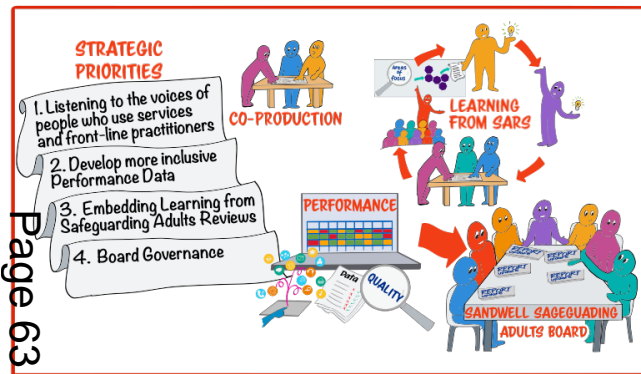 STRATEGIC
PRIORITIES
1. Listening to the voices of
people who use services
and front-line practitioners
2. Develop more inclusive
Performance Data
3. Embedding Learning from
Safeguarding Adults Reviews
4. Board Governance
CO-PRODUCTION
AREAS
OF
FOCUS
LEARNING
FROM SARS
PERFORMANCE
Data
QUALITY
SANDWELL SAGEGUADING
ADULTS BOARD
Page 63